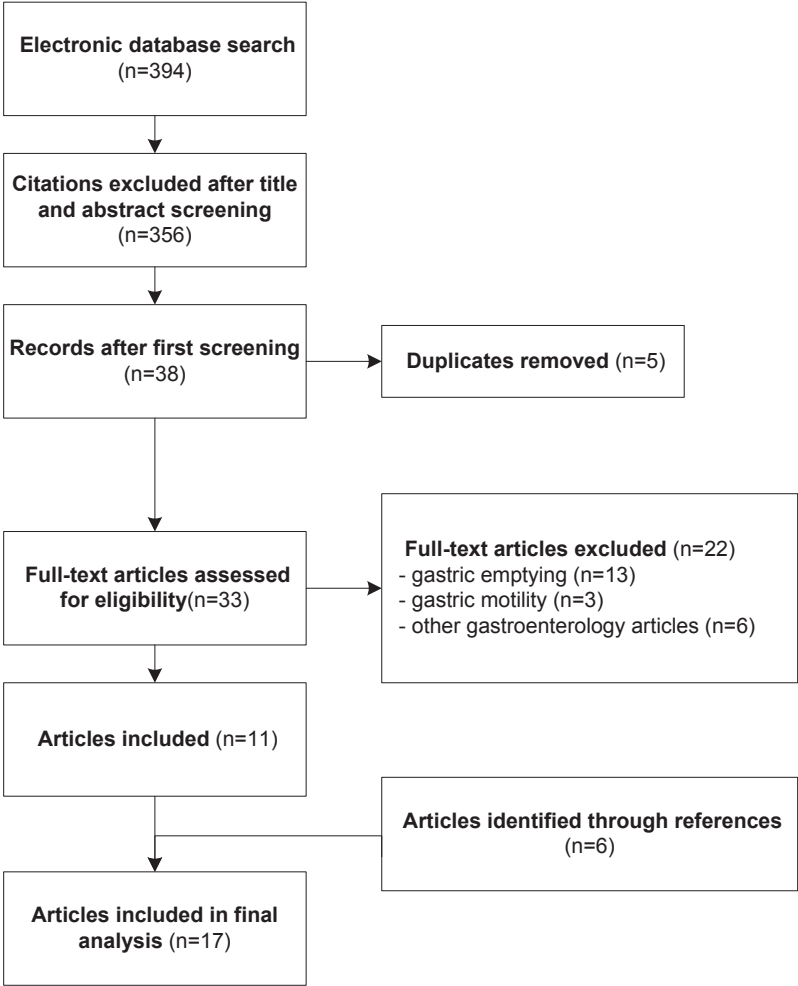 Electronic database search
(n=394)
Citations excluded after title
and abstract screening
(n=356)
Records after first screening
(n=38)
Duplicates removed (n=5)
Full-text articles assessed
for eligibility(n=33)
Full-text articles excluded (n=22)
- gastric emptying (n=13)
- gastric motility (n=3)
- other gastroenterology articles (n=6)
Articles included (n=11)
Articles identified through references
(n=6)
Articles included in final
analysis (n=17)